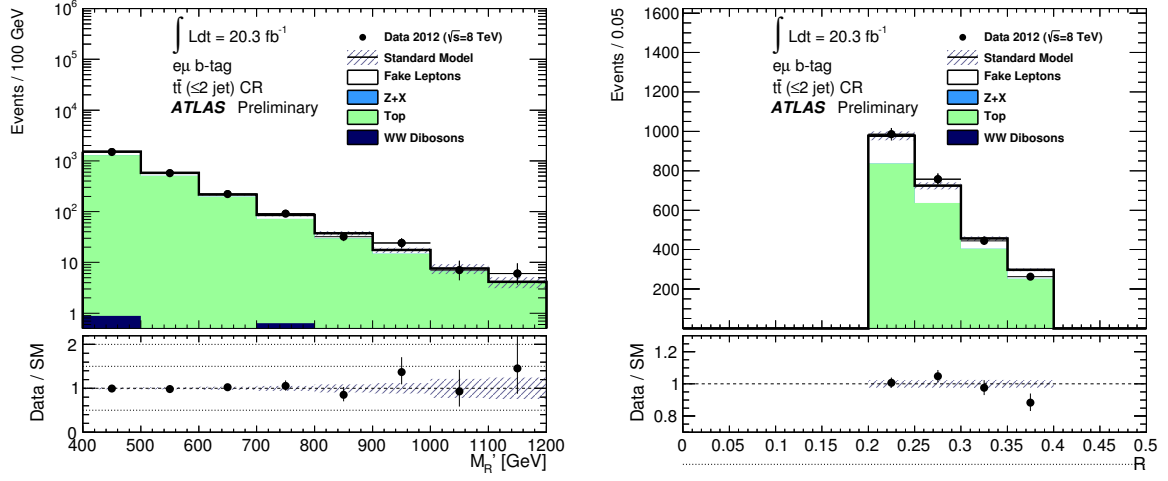 Events / 100 GeV
10⁶
10⁵
10⁴
10³
10²
10
1
∫ Ldt = 20.3 fb⁻¹
eμ b-tag
tt̄ (≤2 jet) CR
ATLAS Preliminary
Data 2012 (√s=8 TeV)
Standard Model
Fake Leptons
Z+X
Top
WW Dibosons
Data / SM
2
1
0
400 500 600 700 800 900 1000 1100 1200
M_R' [GeV]
Events / 0.05
1600
1400
1200
1000
800
600
400
200
∫ Ldt = 20.3 fb⁻¹
eμ b-tag
tt̄ (≤2 jet) CR
ATLAS Preliminary
Data 2012 (√s=8 TeV)
Standard Model
Fake Leptons
Z+X
Top
WW Dibosons
Data / SM
1.2
1
0.8
0 0.05 0.1 0.15 0.2 0.25 0.3 0.35 0.4 0.45 0.5
R